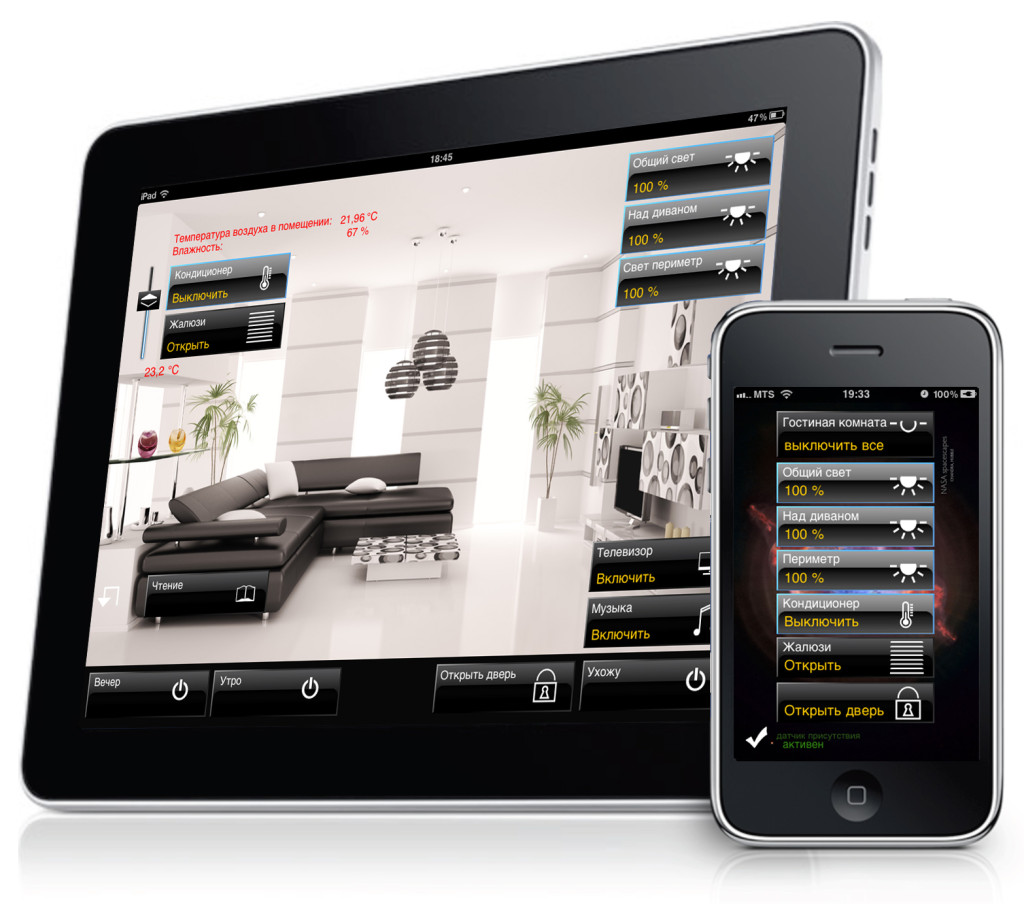 iPad
18:45
47%
Температура воздуха в помещении: 21,96 °C
Влажность: 67 %
Кондиционер
Выключить
Жалюзи
Открыть
23,2 °C
Общий свет
100 %
Над диваном
100 %
Свет периметр
100 %
Чтение
Телевизор
Включить
Музыка
Включить
Вечер
Утро
Открыть дверь
Ухожу
MTS
19:33
100%
Гостиная комната
выключить все
Общий свет
100 %
Над диваном
100 %
Периметр
100 %
Кондиционер
Выключить
Жалюзи
Открыть
Открыть дверь
датчик присутствия
активен
NASA spacescapes